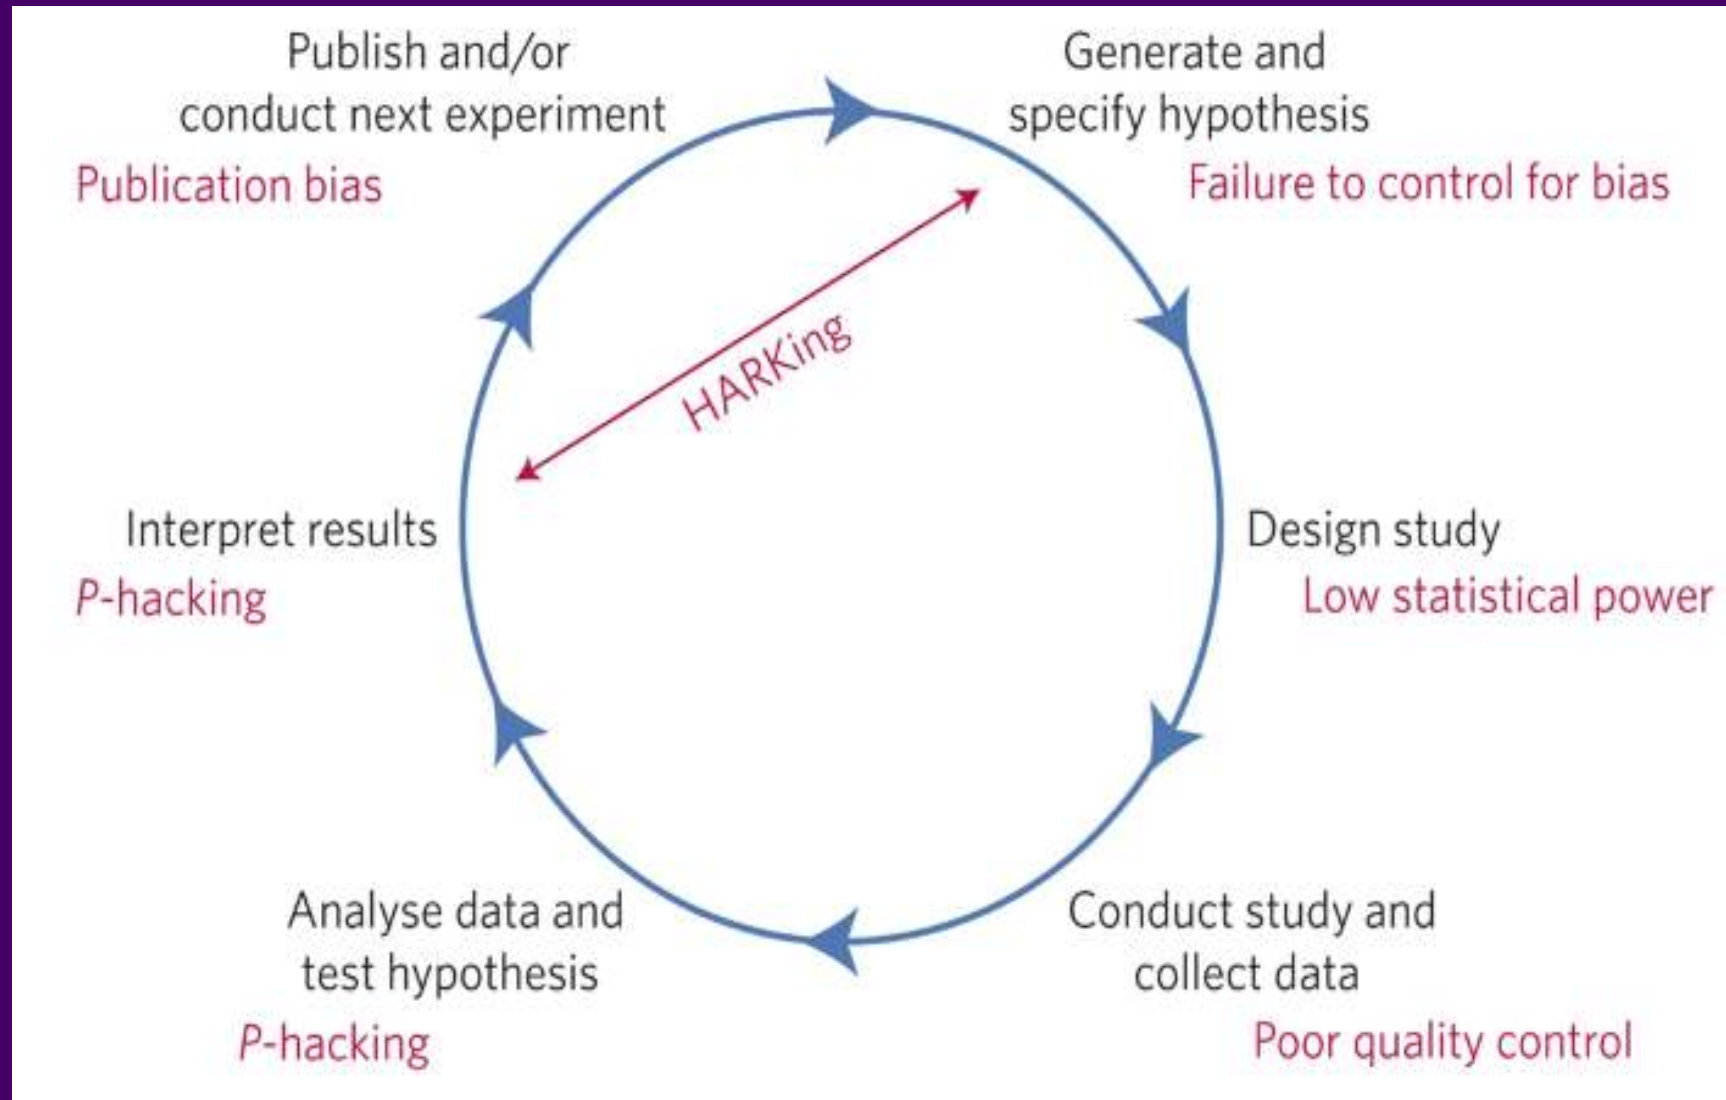 Publish and/or
conduct next experiment
Publication bias
Generate and
specify hypothesis
Failure to control for bias
HARKing
Interpret results
P-hacking
Design study
Low statistical power
Analyse data and
test hypothesis
P-hacking
Conduct study and
collect data
Poor quality control